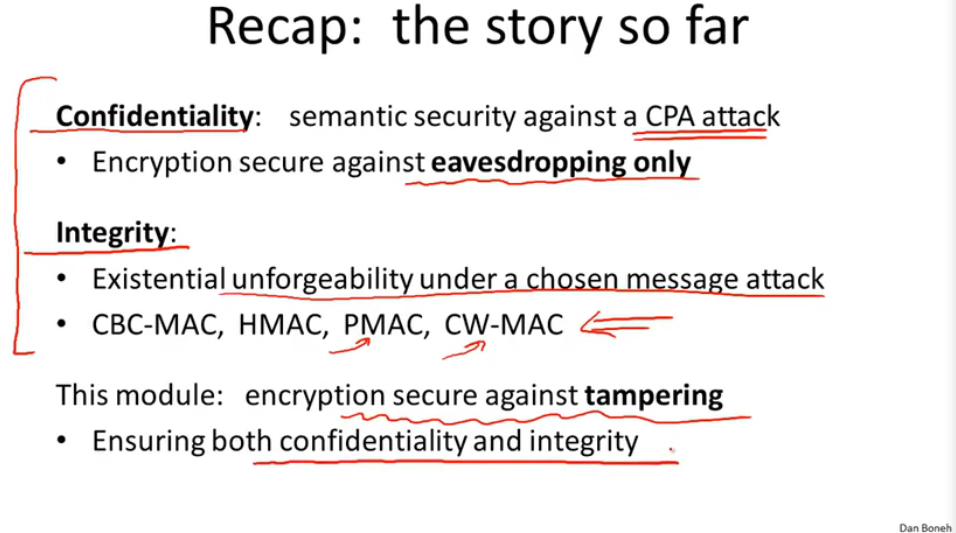 Recap: the story so far
Confidentiality: semantic security against a CPA attack
• Encryption secure against eavesdropping only
Integrity:
• Existential unforgeability under a chosen message attack
• CBC-MAC, HMAC, PMAC, CW-MAC
This module: encryption secure against tampering
• Ensuring both confidentiality and integrity
Dan Boneh